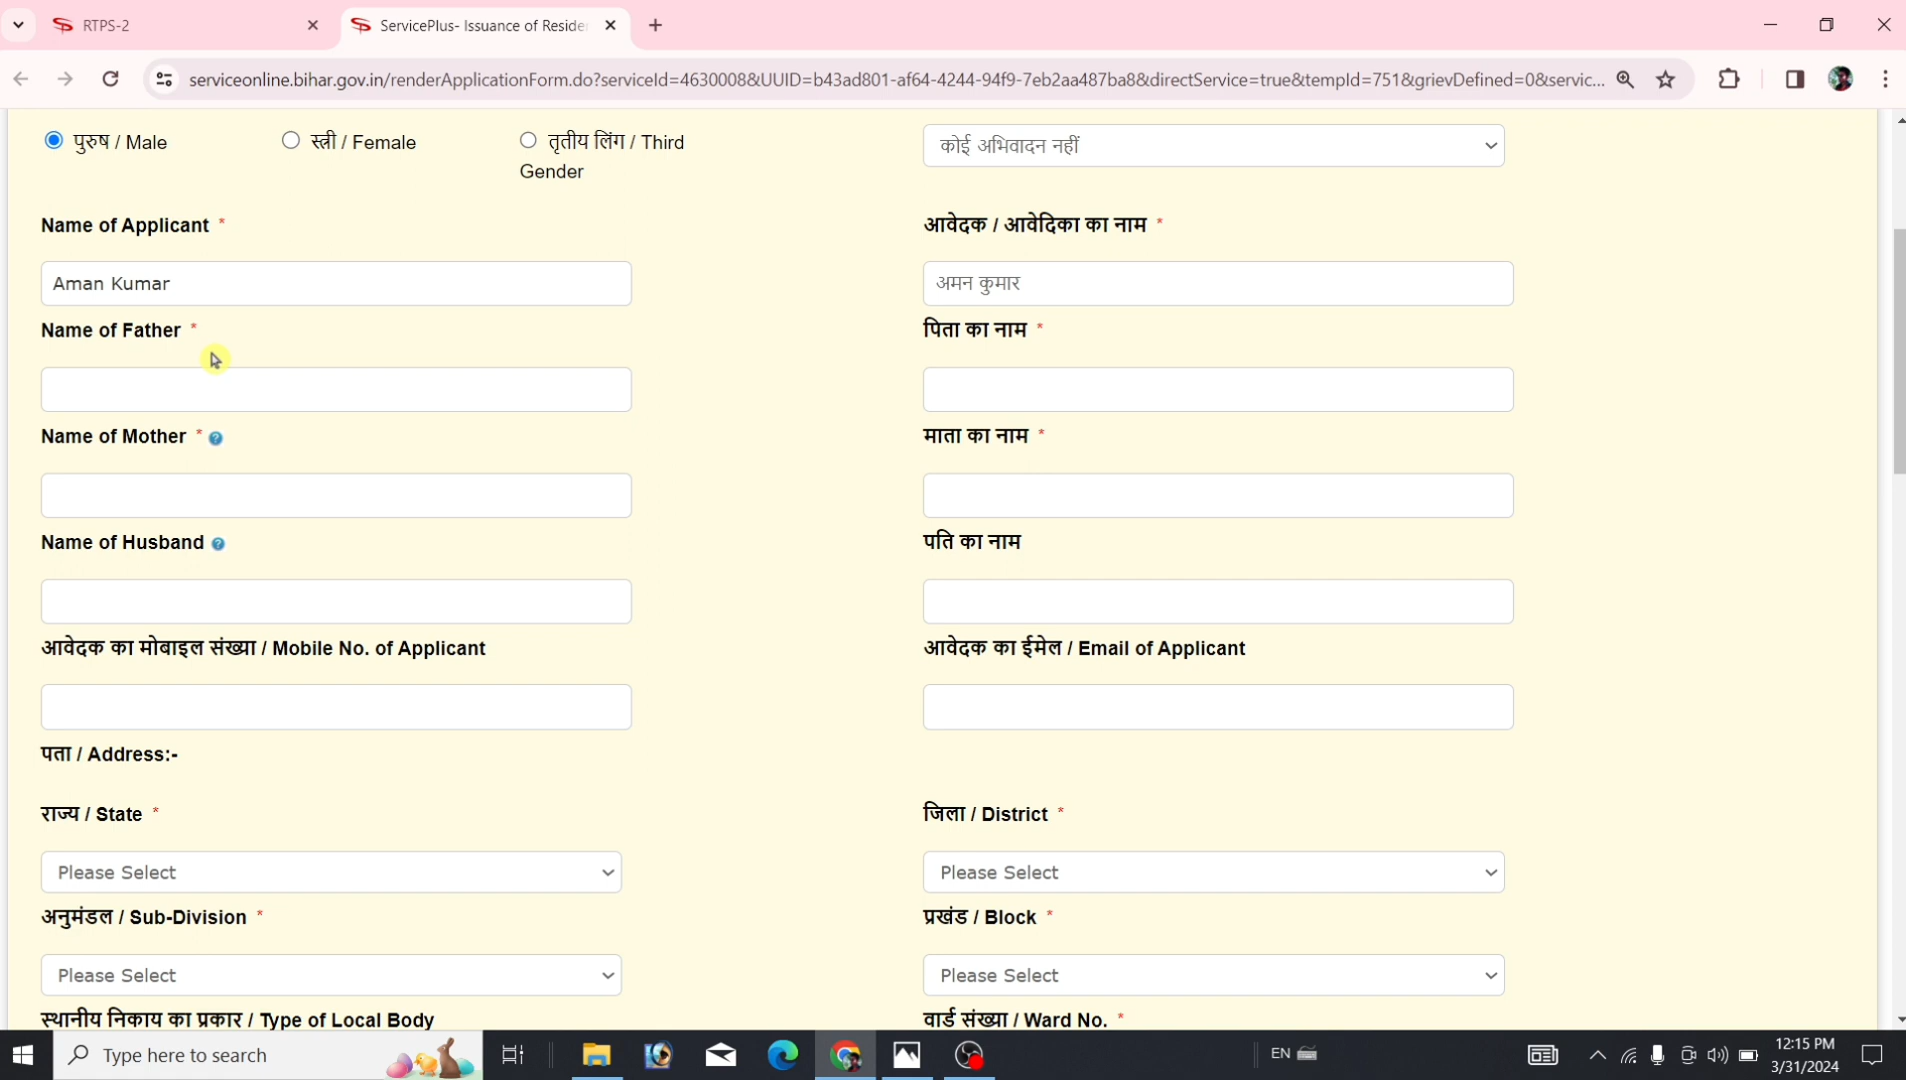 RTPS-2
ServicePlus- Issuance of Reside
serviceonline.bihar.gov.in/renderApplicationForm.do?serviceId=4630008&UUID=b43ad801-af64-4244-94f9-7eb2aa487ba8&directService=true&tempId=751&grievDefined=0&servic...
पुरुष / Male
स्त्री / Female
तृतीय लिंग / Third
Gender
कोई अभिवादन नहीं
Name of Applicant *
आवेदक / आवेदिका का नाम *
Aman Kumar
अमन कुमार
Name of Father *
पिता का नाम *
Name of Mother *
माता का नाम *
Name of Husband
पति का नाम
आवेदक का मोबाइल संख्या / Mobile No. of Applicant
आवेदक का ईमेल / Email of Applicant
पता / Address:-
राज्य / State *
जिला / District *
Please Select
Please Select
अनुमंडल / Sub-Division *
प्रखंड / Block *
Please Select
Please Select
स्थानीय निकाय का प्रकार / Type of Local Body
वार्ड संख्या / Ward No. *
Type here to search
EN
12:15 PM
3/31/2024